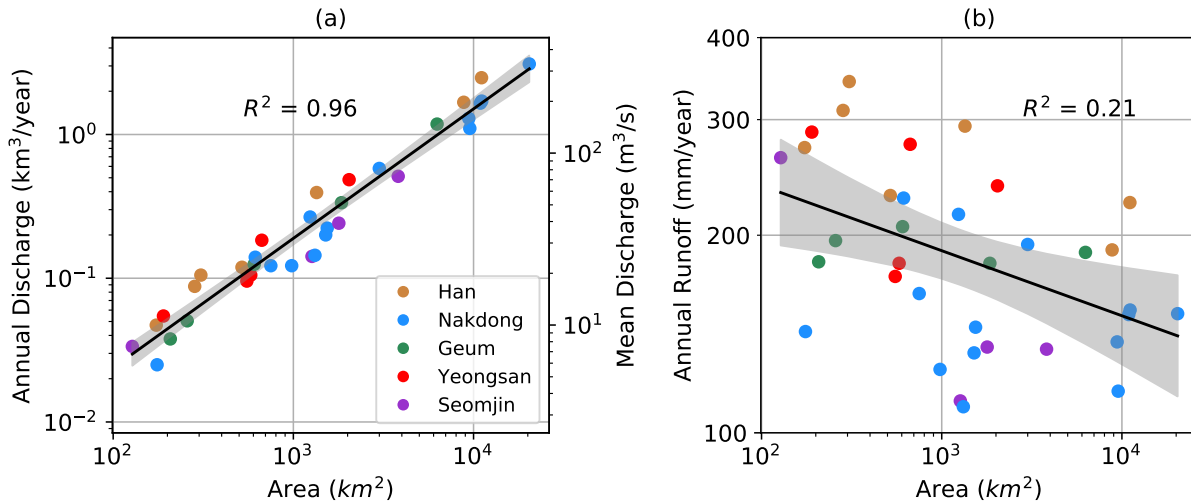 (a)
Annual Discharge (km³/year)
10⁰
10⁻¹
10⁻²
R² = 0.96
Han
Nakdong
Geum
Yeongsan
Seomjin
10²
10³
10⁴
Area (km²)
Mean Discharge (m³/s)
10²
10¹
(b)
Annual Runoff (mm/year)
400
300
200
100
R² = 0.21
10²
10³
10⁴
Area (km²)